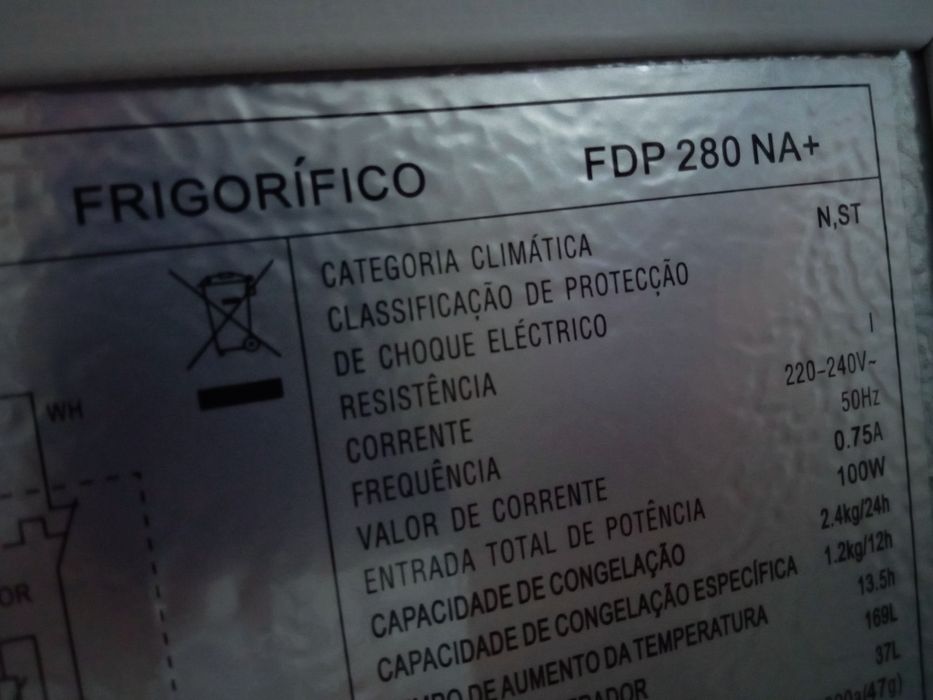 FRIGORÍFICO FDP 280 NA+
CATEGORIA CLIMÁTICA N,ST
CLASSIFICAÇÃO DE PROTECÇÃO
DE CHOQUE ELÉCTRICO I
RESISTÊNCIA 220-240V~
CORRENTE 50Hz
FREQUÊNCIA 0.75A
VALOR DE CORRENTE 100W
ENTRADA TOTAL DE POTÊNCIA 2.4kg/24h
CAPACIDADE DE CONGELAÇÃO 1.2kg/12h
CAPACIDADE DE CONGELAÇÃO ESPECÍFICA 13.5h
DE AUMENTO DA TEMPERATURA 169L
37L
(47g)
WH